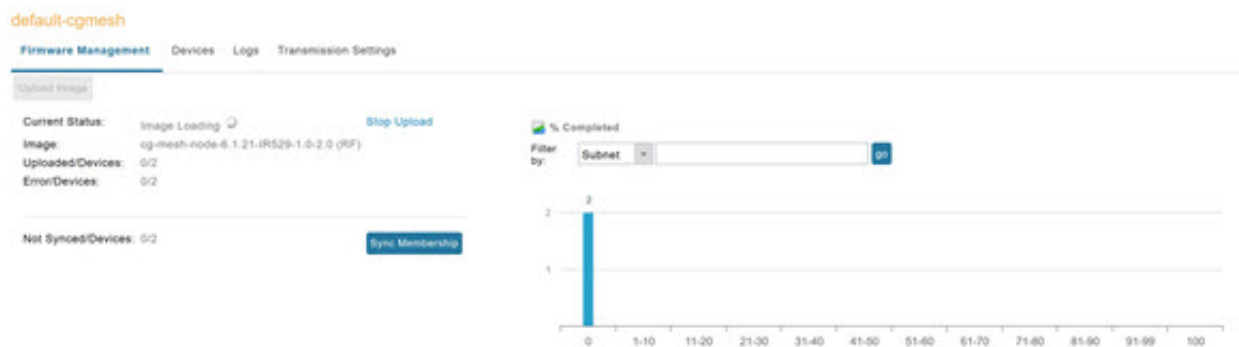 default-cgmesh
Firmware Management Devices Logs Transmission Settings
Upload Image
Current Status: Image Loading Stop Upload
Image: cg-mesh-node-6.1.21-IR529-1.0-2.0 (RF)
Uploaded/Devices: 0/2
Error/Devices: 0/2
Not Synced/Devices: 0/2 Sync Membership
% Completed
Filter by: Subnet go
2
2
1
0 1-10 11-20 21-30 31-40 41-50 51-60 61-70 71-80 81-90 91-99 100